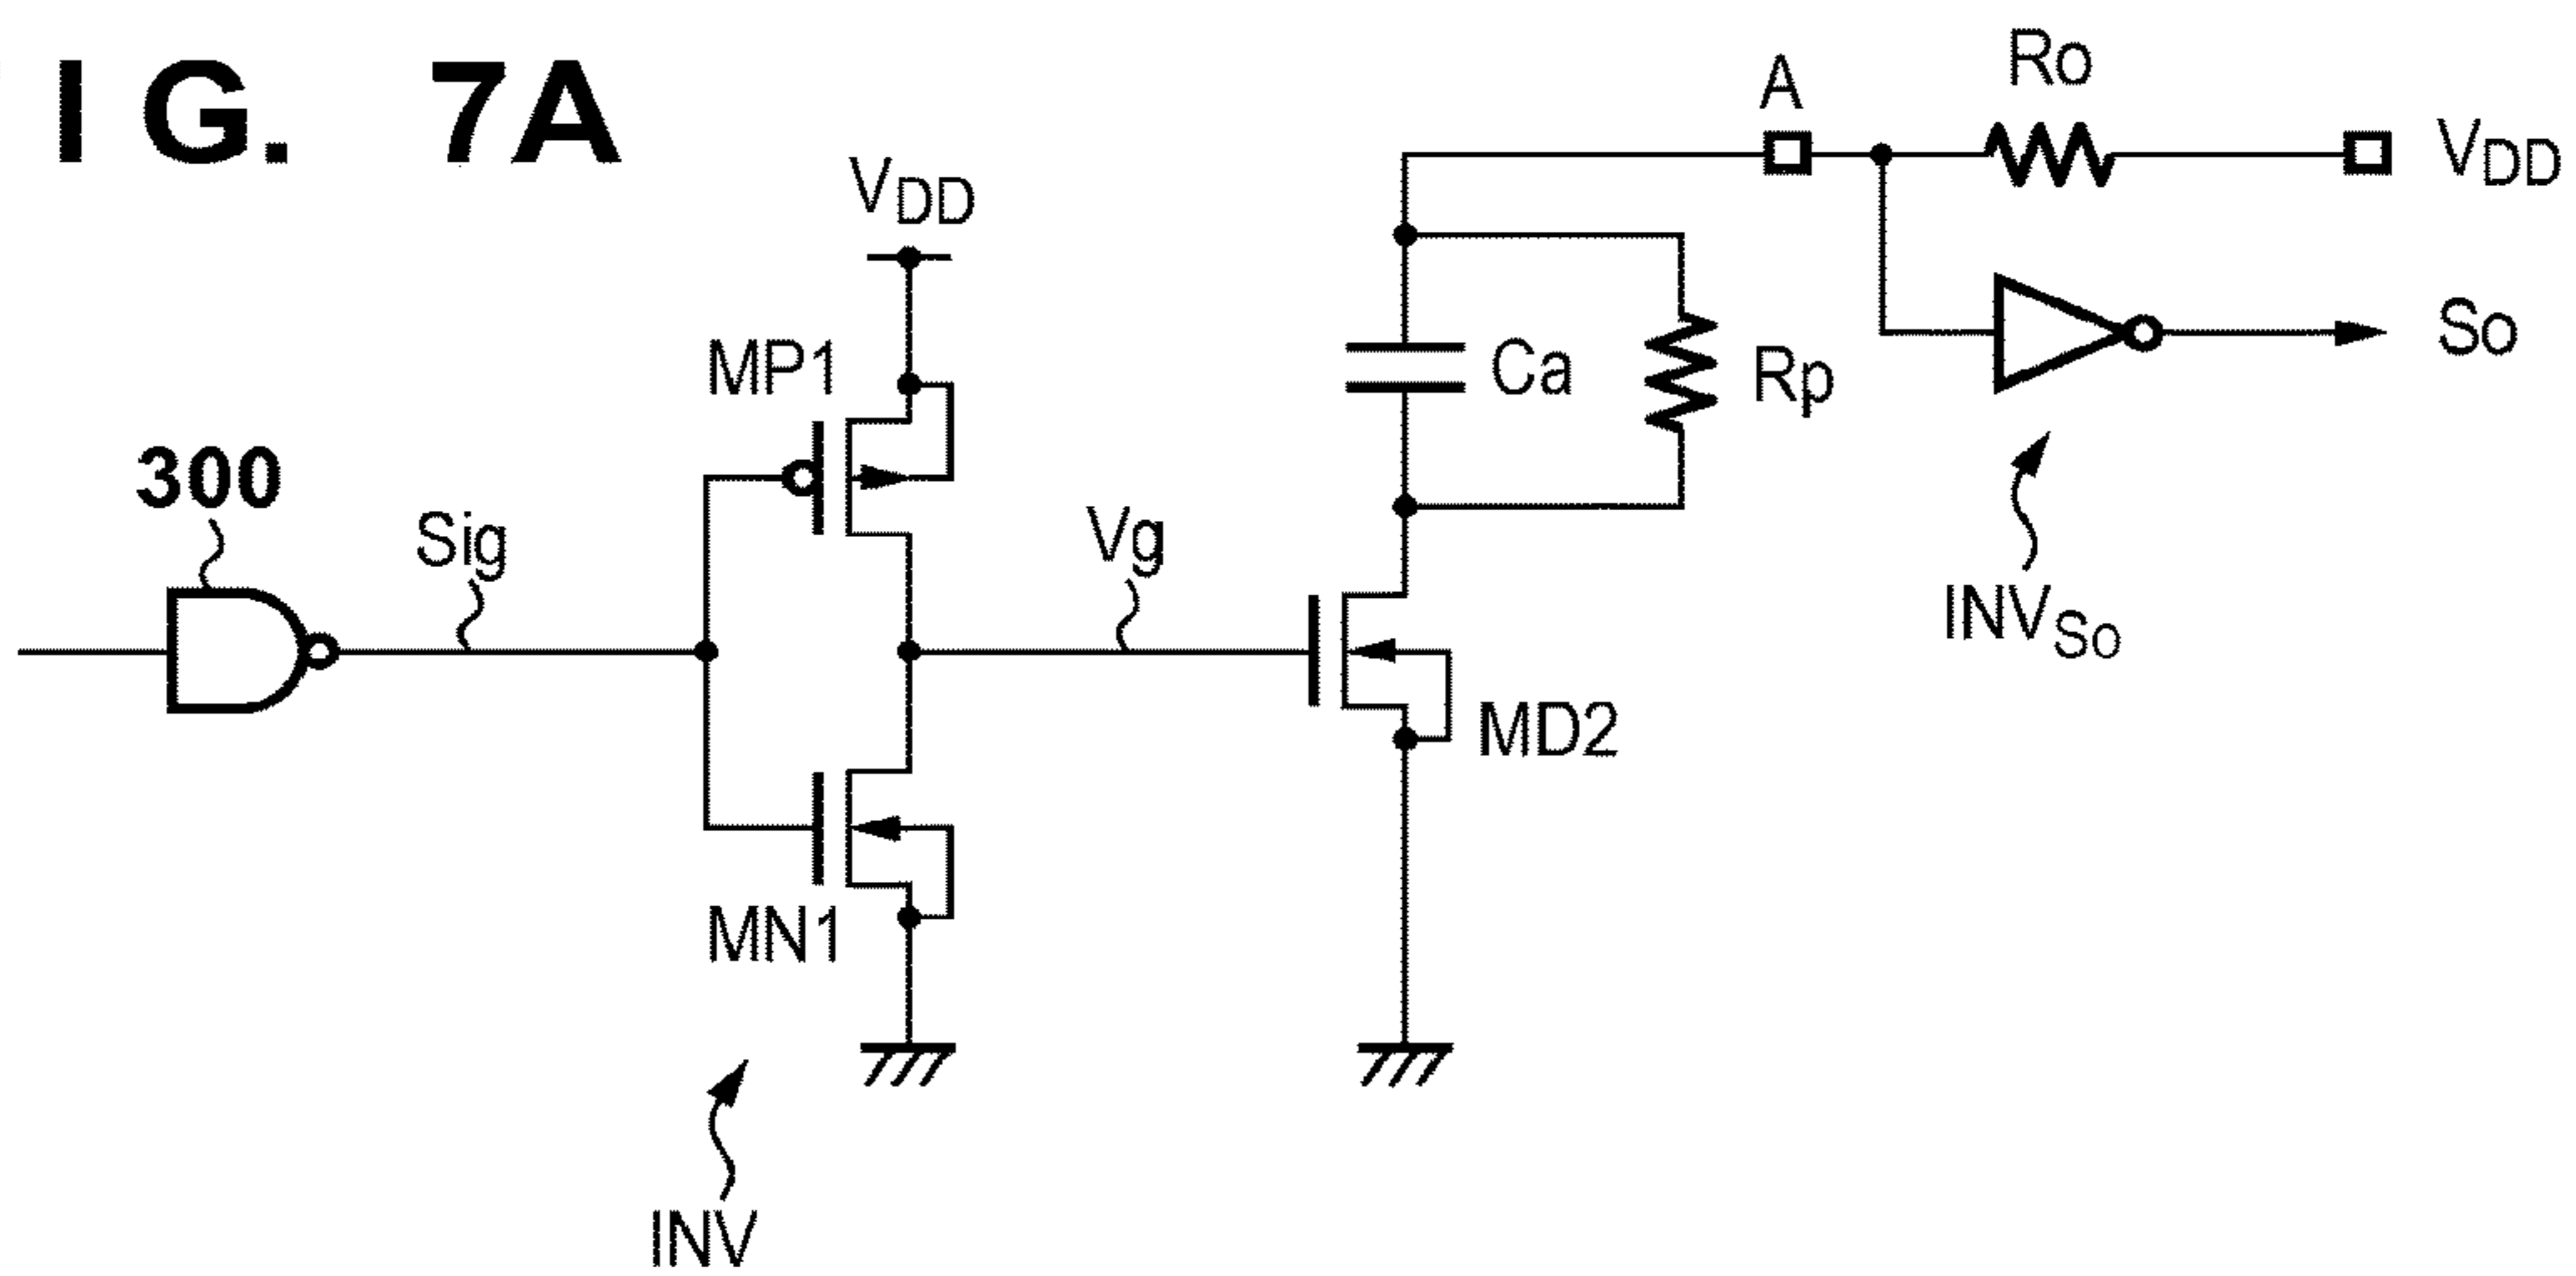 I G. 7A
A
Ro
VDD
VDD
So
MP1
Ca
Rp
300
Sig
Vg
INVSo
MD2
MN1
INV